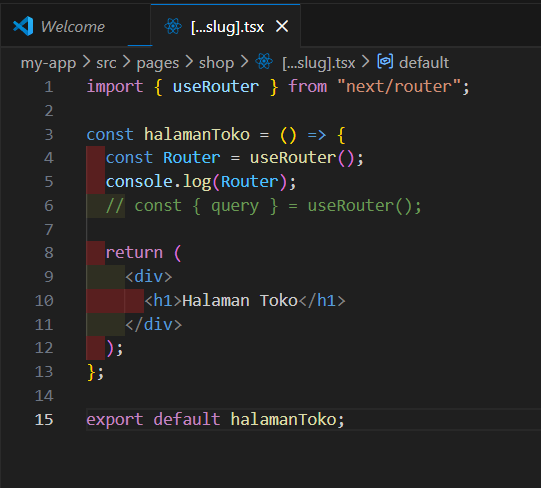 Welcome
[...slug].tsx
my-app > src > pages > shop > [...slug].tsx > default
1 import { useRouter } from "next/router";
2
3 const halamanToko = () => {
4   const Router = useRouter();
5   console.log(Router);
6   // const { query } = useRouter();
7
8   return (
9     <div>
10       <h1>Halaman Toko</h1>
11     </div>
12   );
13 };
14
15 export default halamanToko;